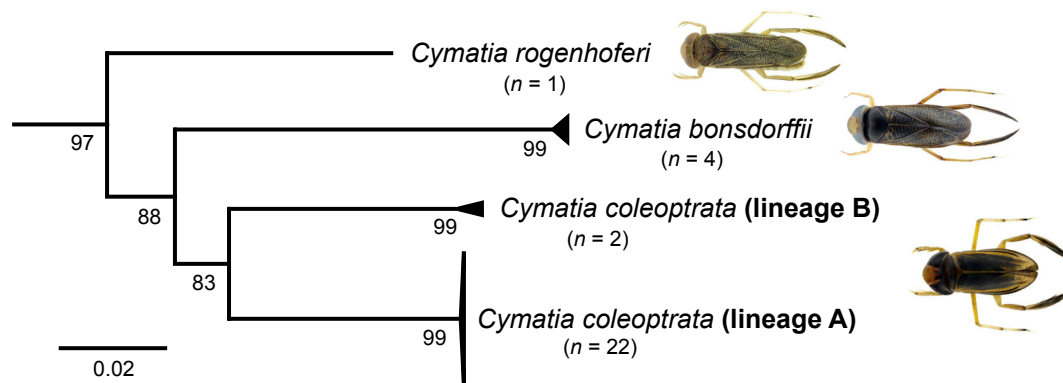 Cymatia rogenhoferi
(n = 1)
97
Cymatia bonsdorffii
99
(n = 4)
88
Cymatia coleoptrata (lineage B)
99
(n = 2)
83
Cymatia coleoptrata (lineage A)
99
(n = 22)
0.02